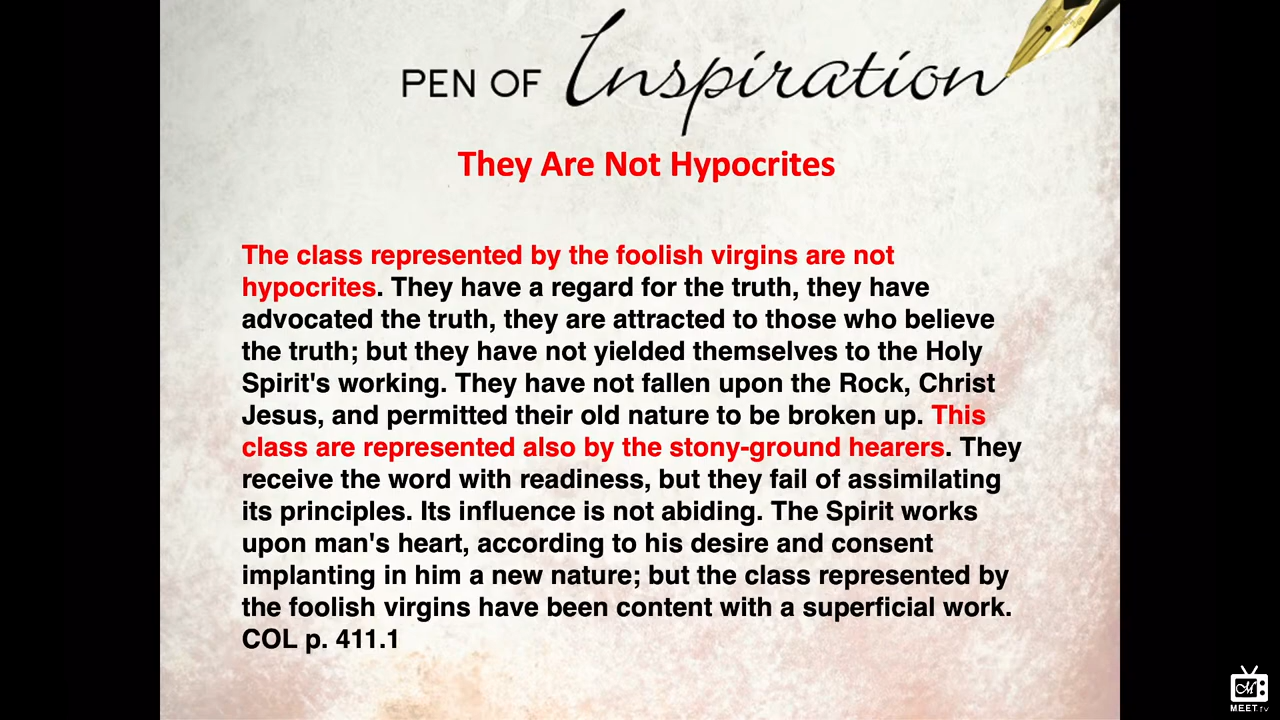 PEN OF Inspiration
They Are Not Hypocrites
The class represented by the foolish virgins are not
hypocrites. They have a regard for the truth, they have
advocated the truth, they are attracted to those who believe
the truth; but they have not yielded themselves to the Holy
Spirit's working. They have not fallen upon the Rock, Christ
Jesus, and permitted their old nature to be broken up. This
class are represented also by the stony-ground hearers. They
receive the word with readiness, but they fail of assimilating
its principles. Its influence is not abiding. The Spirit works
upon man's heart, according to his desire and consent
implanting in him a new nature; but the class represented by
the foolish virgins have been content with a superficial work.
COL p. 411.1
M
MEET.TV